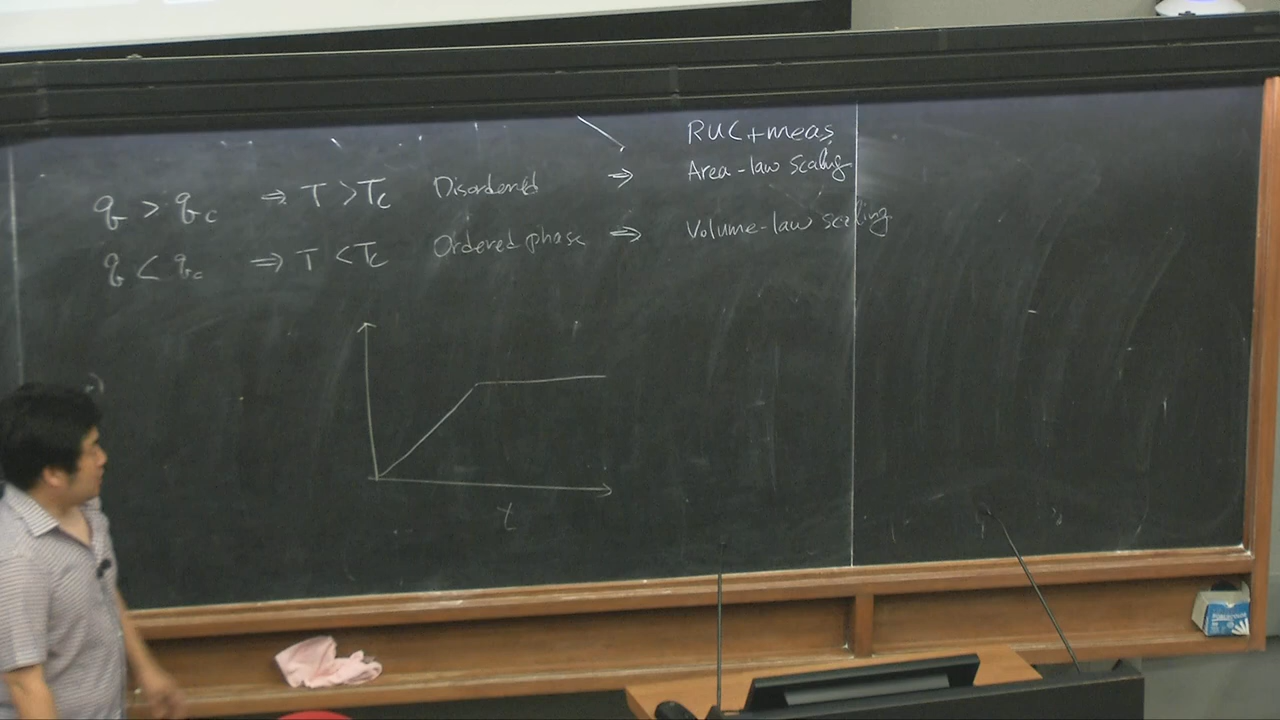 RUC+meas
q > q_c ⇒ T > T_c Disordered ⇒ Area-law scaling
q < q_c ⇒ T < T_c Ordered phase ⇒ Volume-law scaling
t